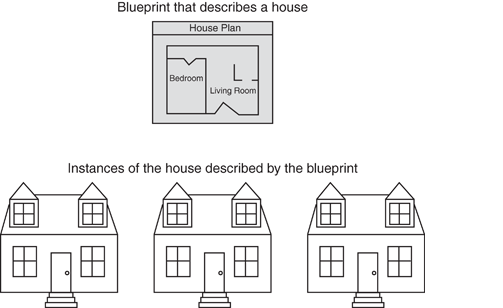 Blueprint that describes a house
House Plan
Bedroom
Living Room
Instances of the house described by the blueprint